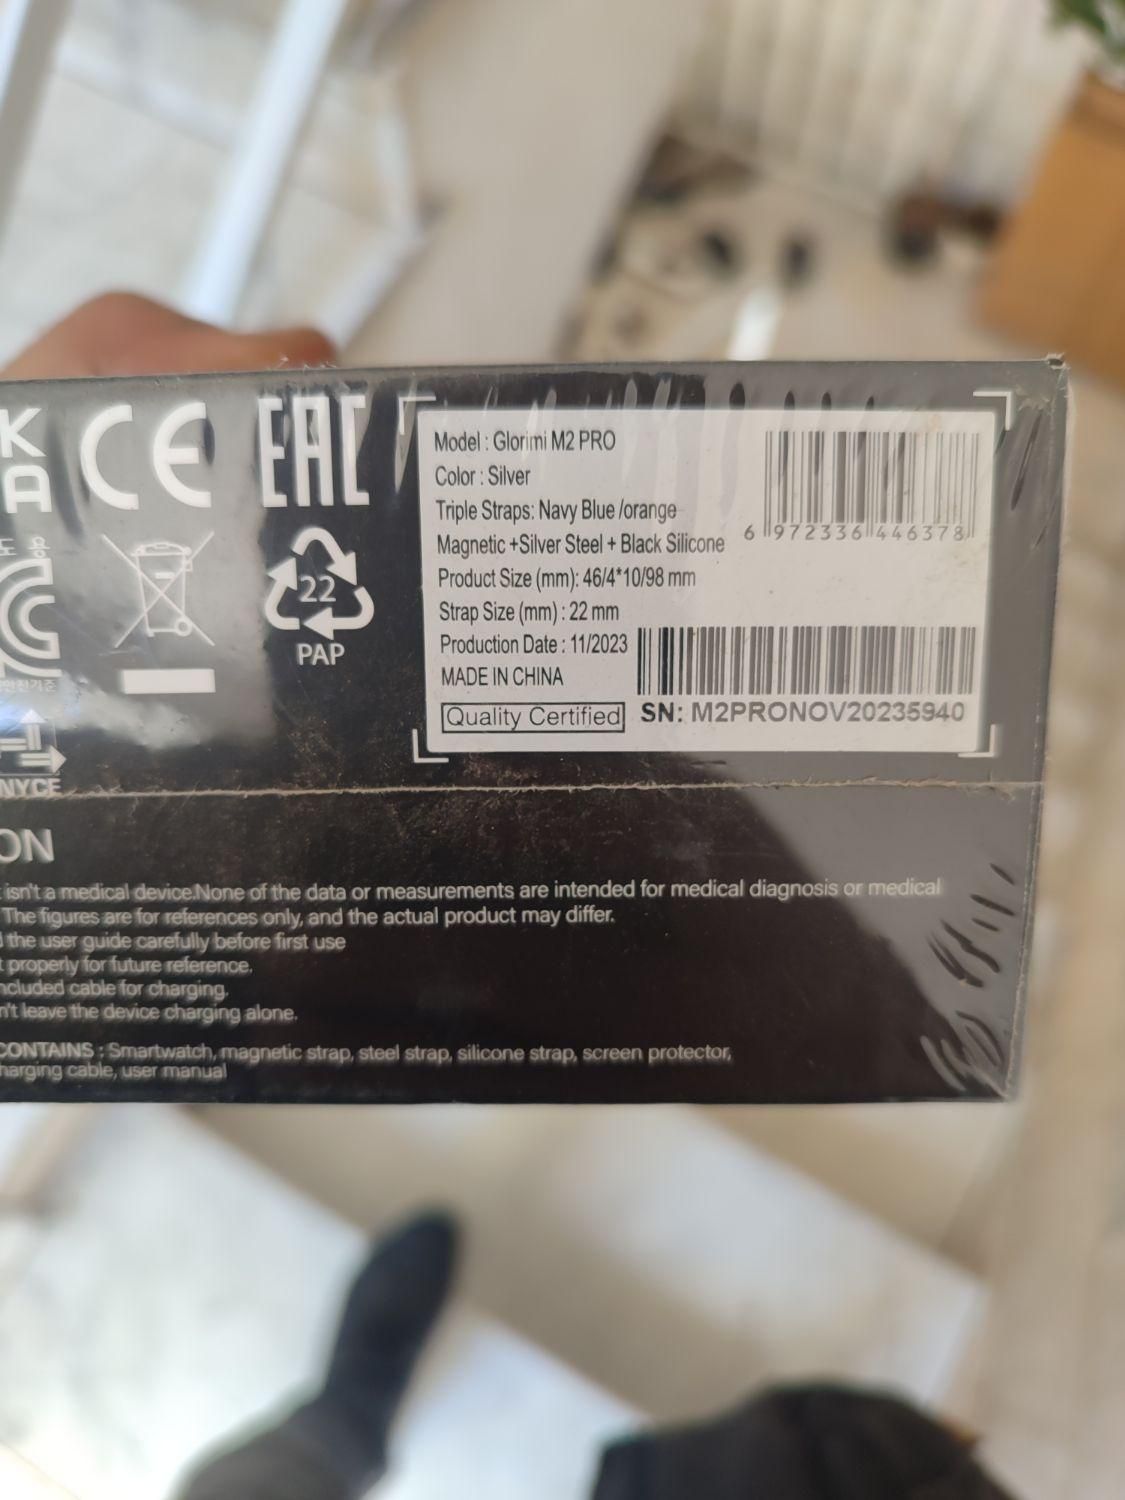 K
A
CE
EAC
22
PAP
NYCE
Model : Glorimi M2 PRO
Color : Silver
Triple Straps: Navy Blue /orange
Magnetic +Silver Steel + Black Silicone
Product Size (mm): 46/4*10/98 mm
Strap Size (mm) : 22 mm
Production Date : 11/2023
MADE IN CHINA
Quality Certified
6 972336 446378
SN: M2PRONOV20235940
ON
isn't a medical device.None of the data or measurements are intended for medical diagnosis or medical
The figures are for references only, and the actual product may differ.
the user guide carefully before first use
properly for future reference.
ncluded cable for charging.
n't leave the device charging alone.
CONTAINS : Smartwatch, magnetic strap, steel strap, silicone strap, screen protector,
harging cable, user manual